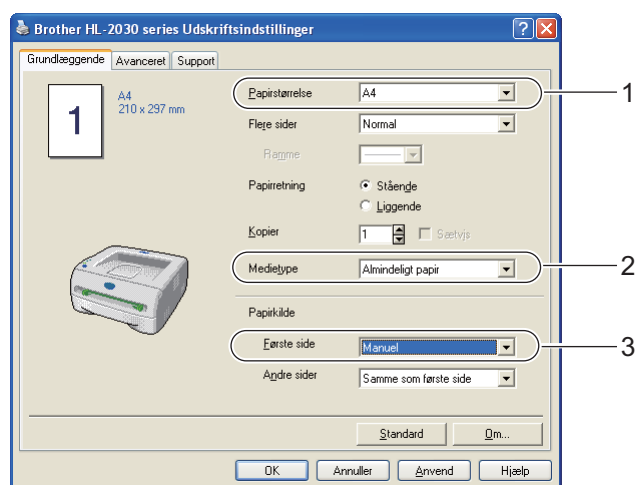 Brother HL-2030 series Udskriftsindstillinger
Grundlæggende Avanceret Support
1
A4
210 x 297 mm
Papirstørrelse A4 1
Flere sider Normal
Ramme
Papirretning Stående
Liggende
Kopier 1 Sætvjs
Medietype Almindeligt papir 2
Papirkilde
Første side Manuel 3
Andre sider Samme som første side
Standard Om...
OK Annuller Anvend Hjælp